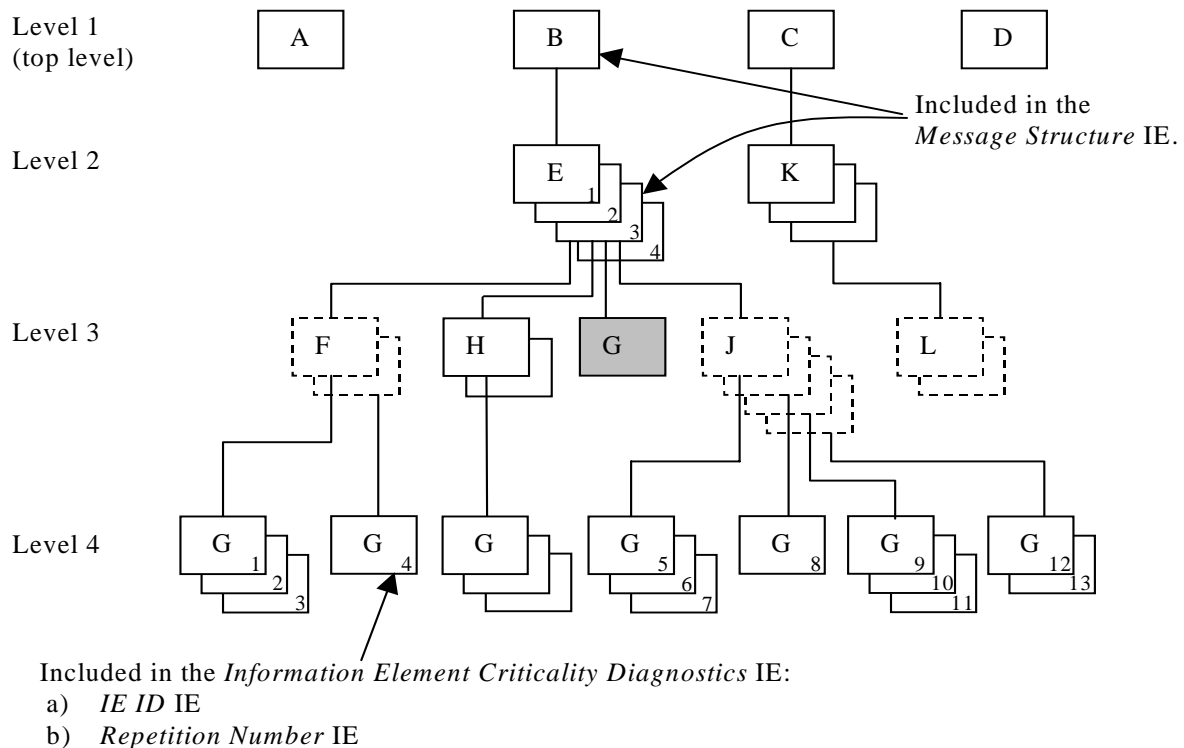 Level 1
(top level)
A
B
C
D
Included in the
Message Structure IE.
Level 2
E
1
2
3
4
K
Level 3
F
H
G
J
L
Level 4
G
1
2
3
G
4
G
G
5
6
7
G
8
G
9
10
11
G
12
13
Included in the Information Element Criticality Diagnostics IE:
a) IE ID IE
b) Repetition Number IE